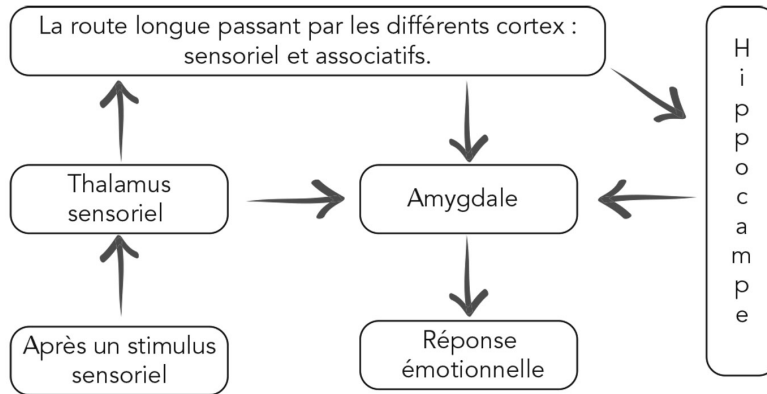 La route longue passant par les différents cortex :
sensoriel et associatifs.
Hippocampe
Thalamus
sensoriel
Amygdale
Après un stimulus
sensoriel
Réponse
émotionnelle